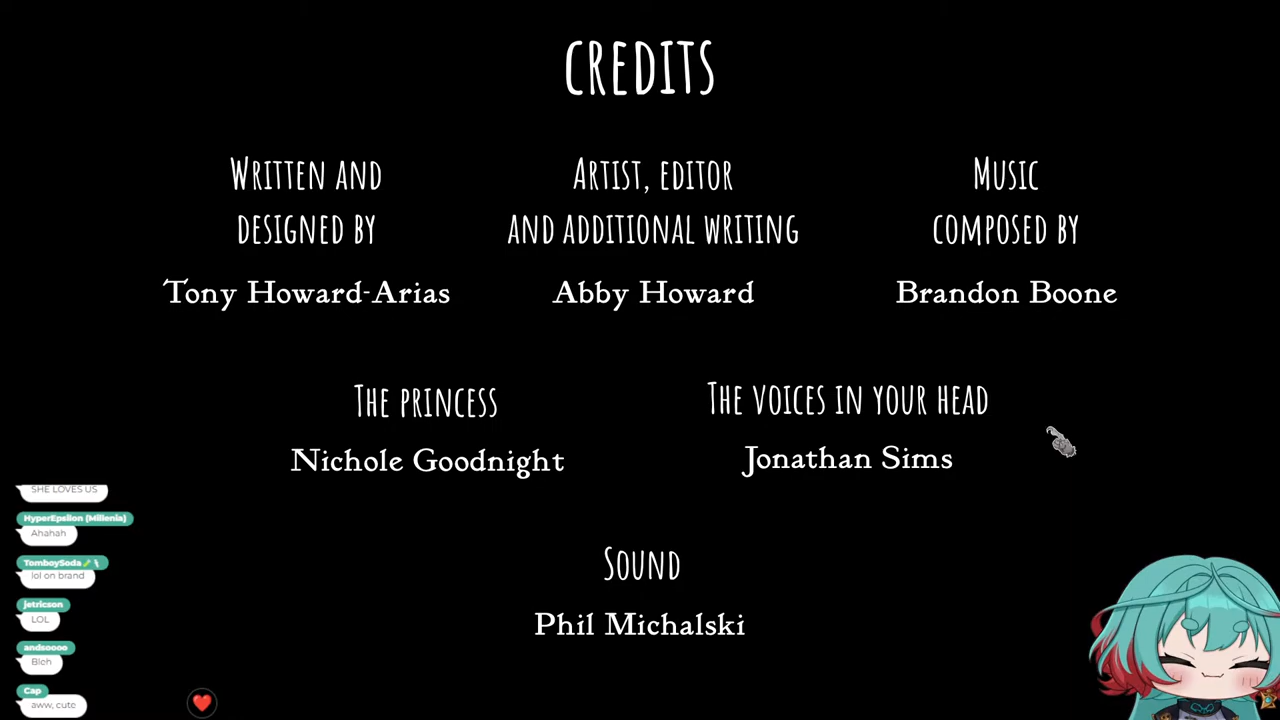 CREDITS
WRITTEN AND
DESIGNED BY
Tony Howard-Arias
ARTIST, EDITOR
AND ADDITIONAL WRITING
Abby Howard
MUSIC
COMPOSED BY
Brandon Boone
THE PRINCESS
Nichole Goodnight
THE VOICES IN YOUR HEAD
Jonathan Sims
SOUND
Phil Michalski
SHE LOVES US
HyperEpsilon (Millenia)
Ahahah
TomboySoda
lol on brand
jetricson
LOL
andsoooo
Bleh
Cap
aww, cute